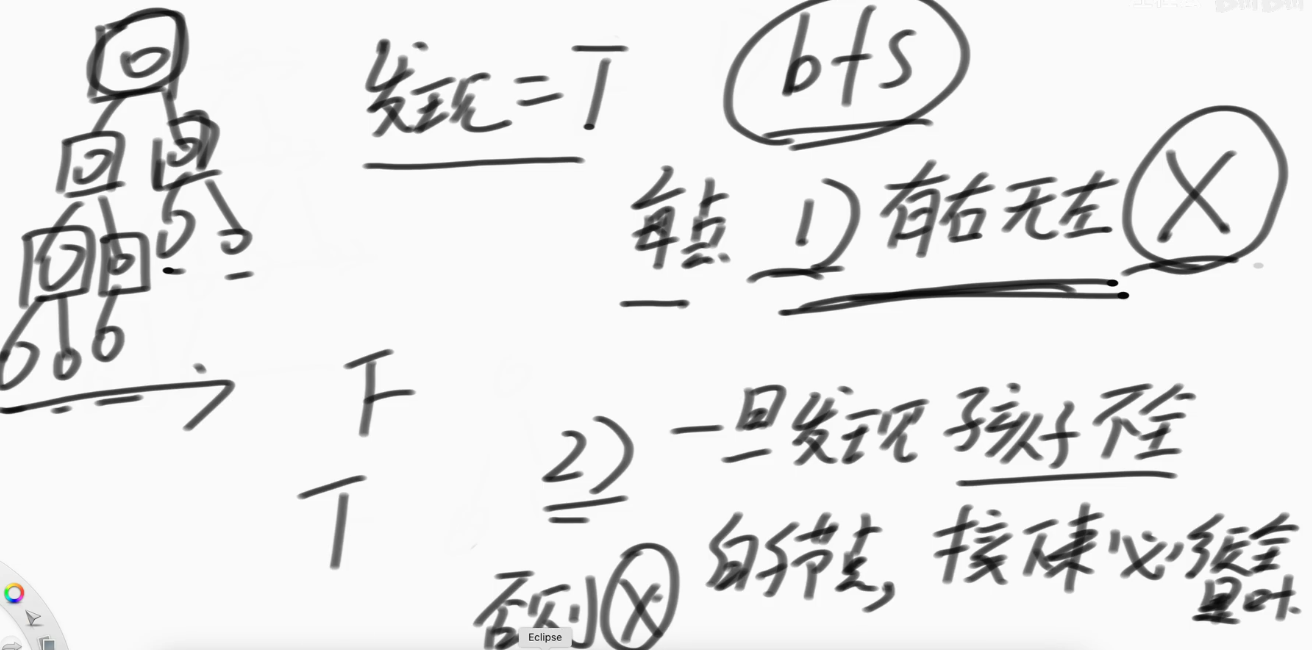 发现=T
bfs
每点 1) 有右无左 X
F
T
2) 一旦发现孩子不全
的节点, 接下来必须全是叶
否则 X
Eclipse